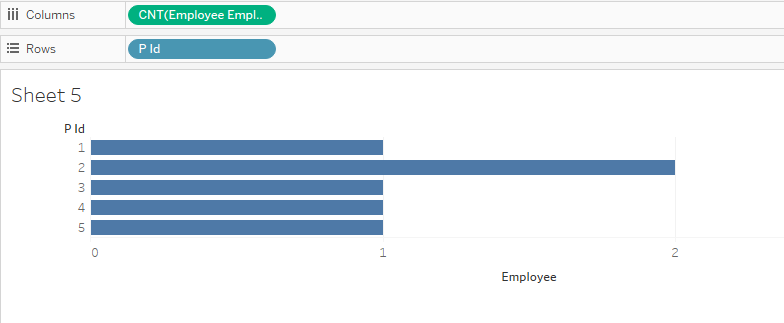 Columns CNT(Employee Empl..
Rows P Id
Sheet 5
P Id
1
2
3
4
5
0 1 2
Employee